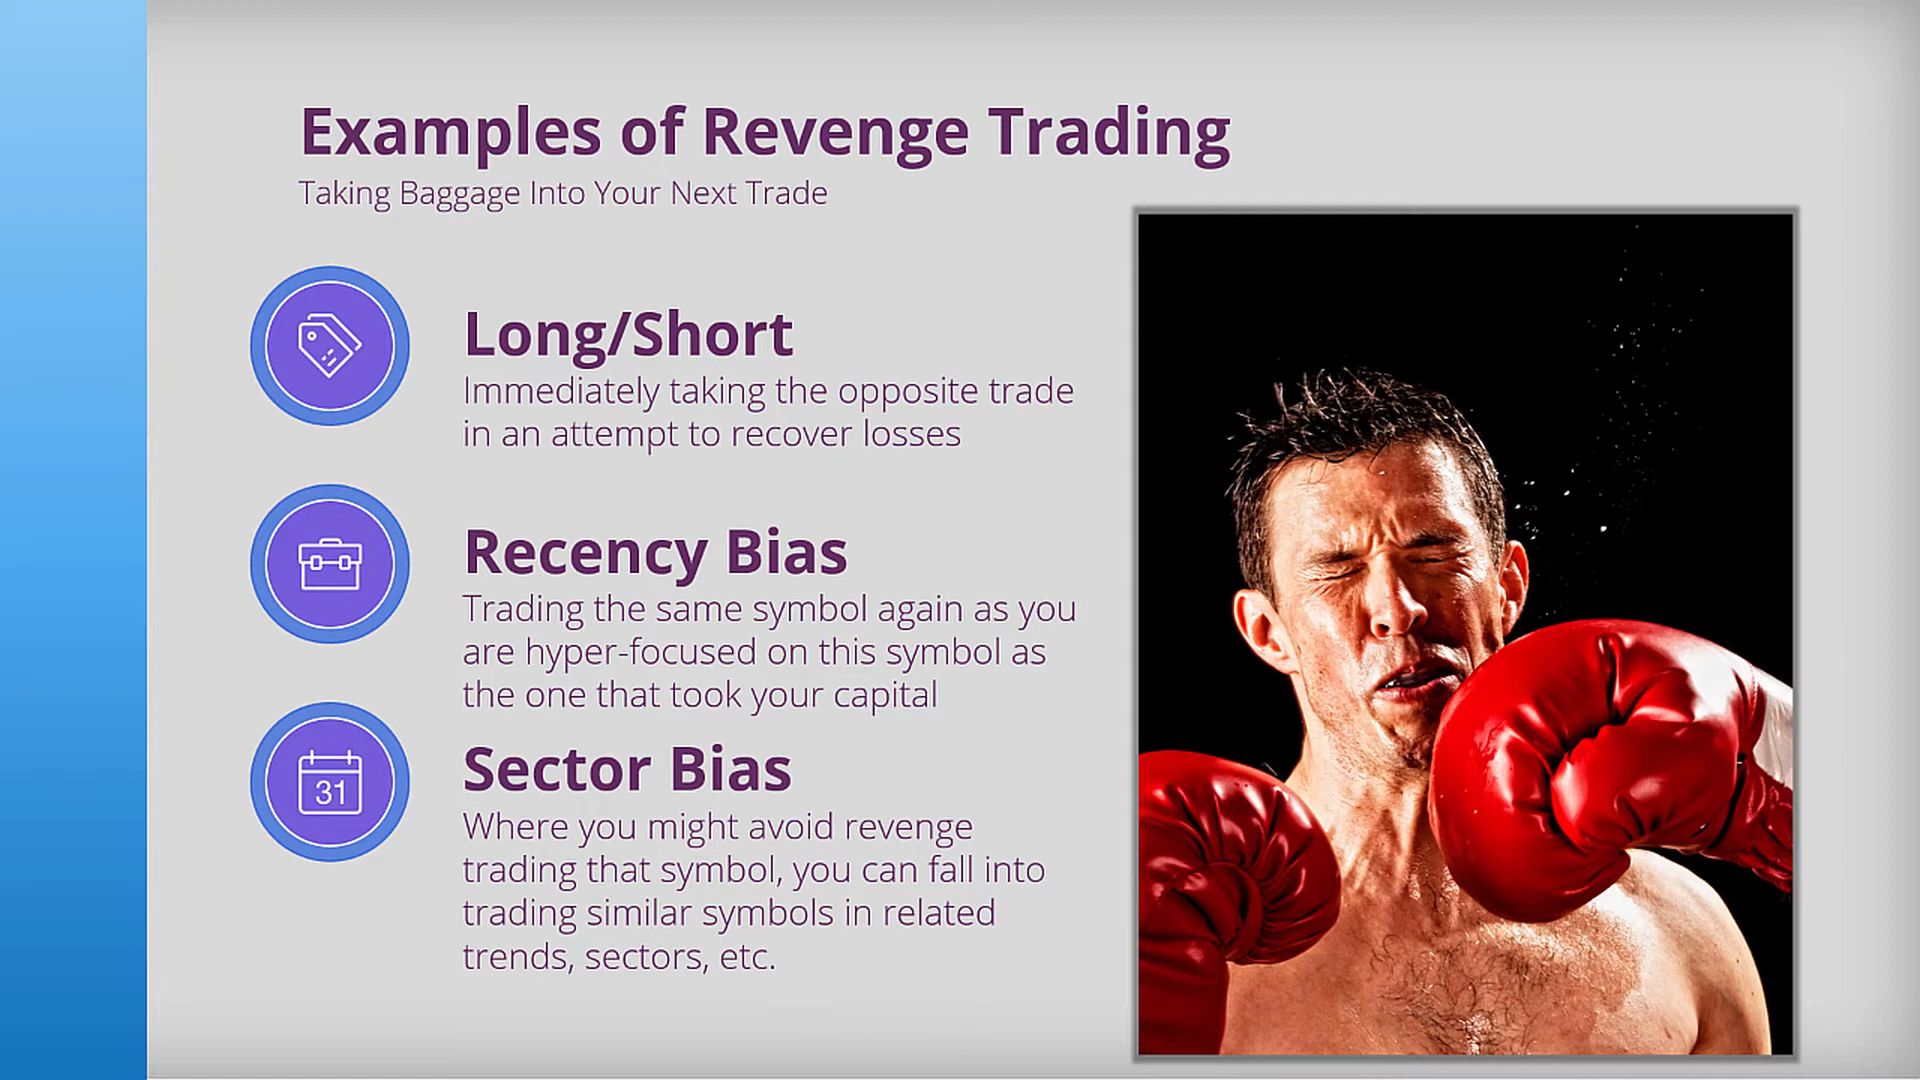 Examples of Revenge Trading
Taking Baggage Into Your Next Trade
Long/Short
Immediately taking the opposite trade
in an attempt to recover losses
Recency Bias
Trading the same symbol again as you
are hyper-focused on this symbol as
the one that took your capital
31
Sector Bias
Where you might avoid revenge
trading that symbol, you can fall into
trading similar symbols in related
trends, sectors, etc.